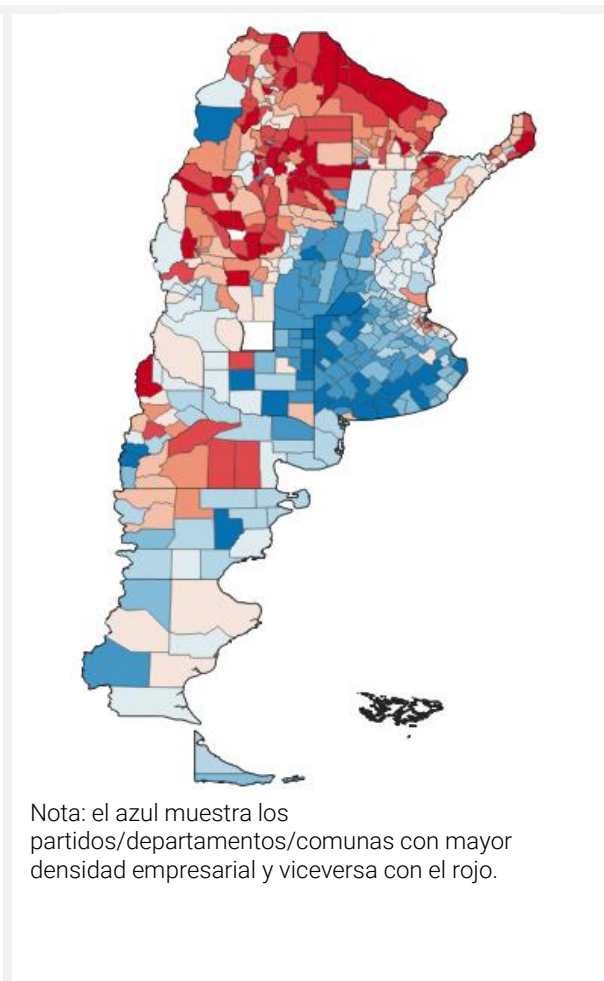 Nota: el azul muestra los
partidos/departamentos/comunas con mayor
densidad empresarial y viceversa con el rojo.